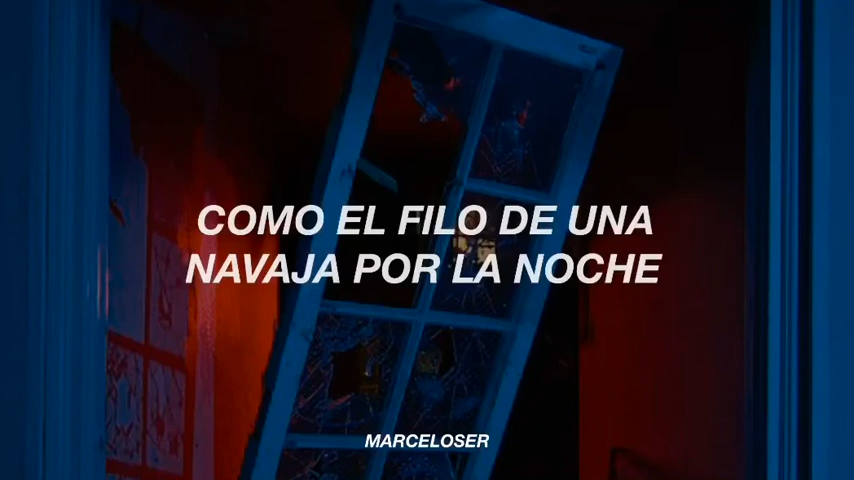 COMO EL FILO DE UNA
NAVAJA POR LA NOCHE
MARCELOSER